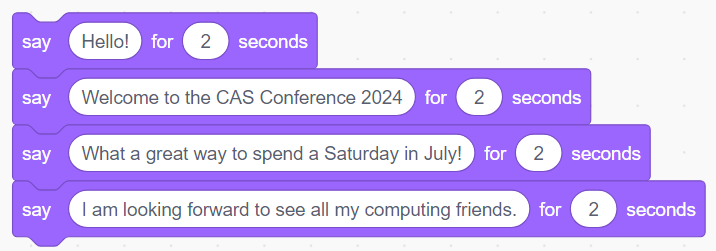 say Hello! for 2 seconds
say Welcome to the CAS Conference 2024 for 2 seconds
say What a great way to spend a Saturday in July! for 2 seconds
say I am looking forward to see all my computing friends. for 2 seconds